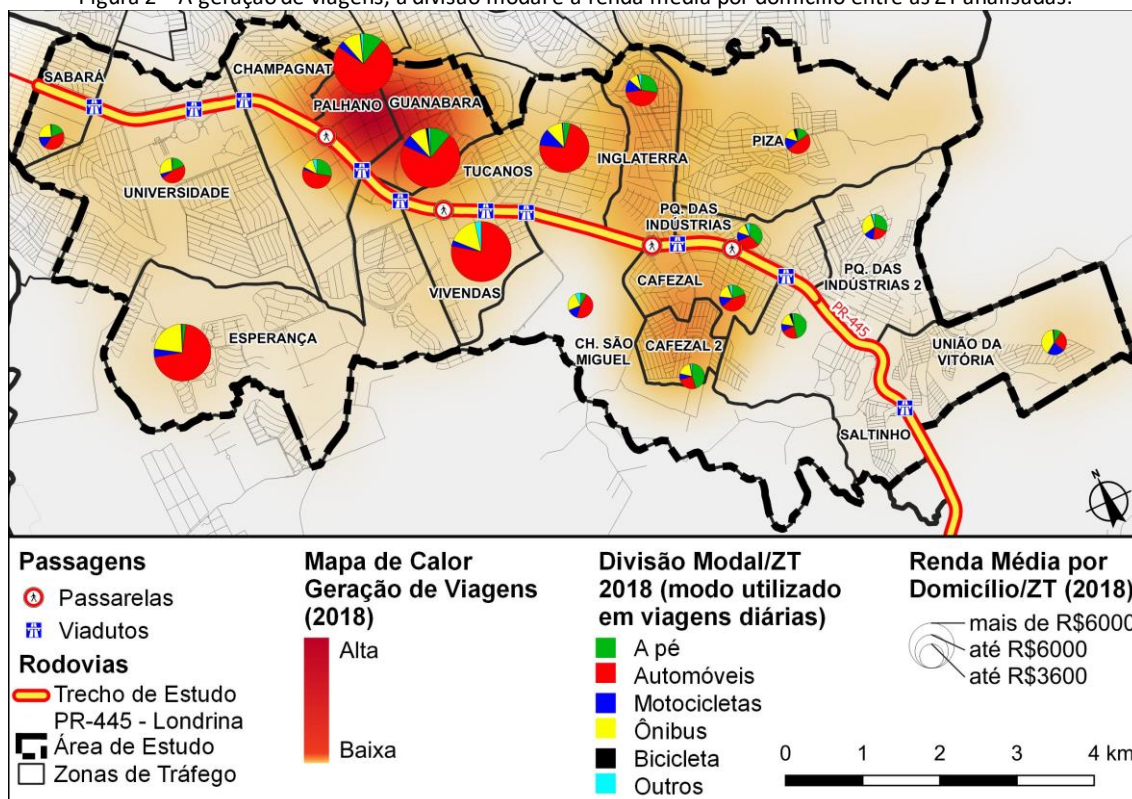 Figura 2 – A geração de viagens, a divisão modal e a renda média por domicílio entre as ZT analisadas.
SABARÁ
CHAMPAGNAT
PALHANO
GUANABARA
UNIVERSIDADE
TUCANOS
INGLATERRA
PIZA
PQ. DAS
INDÚSTRIAS
VIVENDAS
CAFEZAL
PQ. DAS
INDÚSTRIAS 2
ESPERANÇA
CH. SÃO
MIGUEL
CAFEZAL 2
PR-445
UNIÃO DA
VITÓRIA
SALTINHO
N
Passagens
Passarelas
Viadutos
Rodovias
Trecho de Estudo
PR-445 - Londrina
Área de Estudo
Zonas de Tráfego
Mapa de Calor
Geração de Viagens
(2018)
Alta
Baixa
Divisão Modal/ZT
2018 (modo utilizado
em viagens diárias)
A pé
Automóveis
Motocicletas
Ônibus
Bicicleta
Outros
Renda Média por
Domicílio/ZT (2018)
mais de R$6000
até R$6000
até R$3600
0 1 2 3 4 km